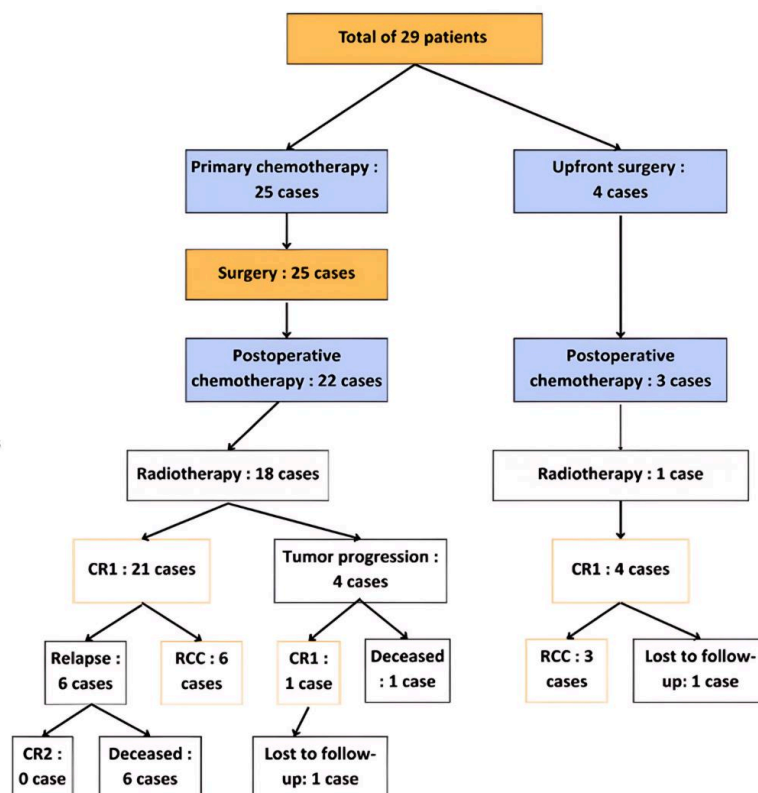 Total of 29 patients
Primary chemotherapy :
25 cases
Upfront surgery :
4 cases
Surgery : 25 cases
Postoperative
chemotherapy : 22 cases
Postoperative
chemotherapy : 3 cases
Radiotherapy : 18 cases
Radiotherapy : 1 case
CR1 : 21 cases
Tumor progression :
4 cases
CR1 : 4 cases
Relapse :
6 cases
RCC : 6
cases
CR1 :
1 case
Deceased
: 1 case
RCC : 3
cases
Lost to follow-
up: 1 case
CR2 :
0 case
Deceased :
6 cases
Lost to follow-
up: 1 case